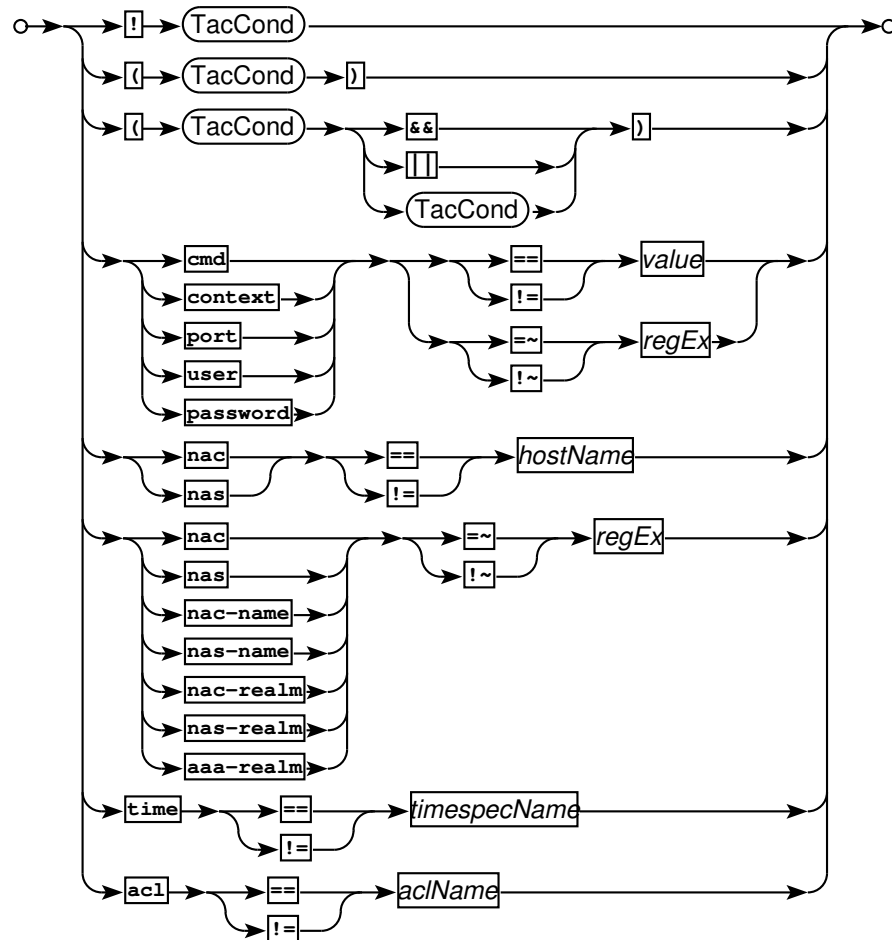 ! TacCond
( TacCond )
( TacCond && )
||
TacCond
cmd == value
context !=
port =~ regEx
user !~
password
nac == hostName
nas !=
nac =~ regEx
nas !~
nac-name
nas-name
nac-realm
nas-realm
aaa-realm
time == timespecName
!=
acl == aclName
!=